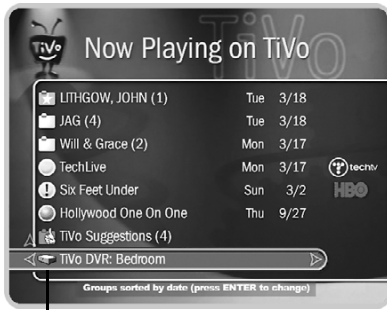 TiVo
Now Playing on TiVo
LITHGOW, JOHN (1) Tue 3/18
JAG (4) Tue 3/18
Will & Grace (2) Mon 3/17
TechLive Mon 3/17 techtv
Six Feet Under Sun 3/2 HBO
Hollywood One On One Thu 9/27
TiVo Suggestions (4)
TiVo DVR: Bedroom
Groups sorted by date (press ENTER to change)